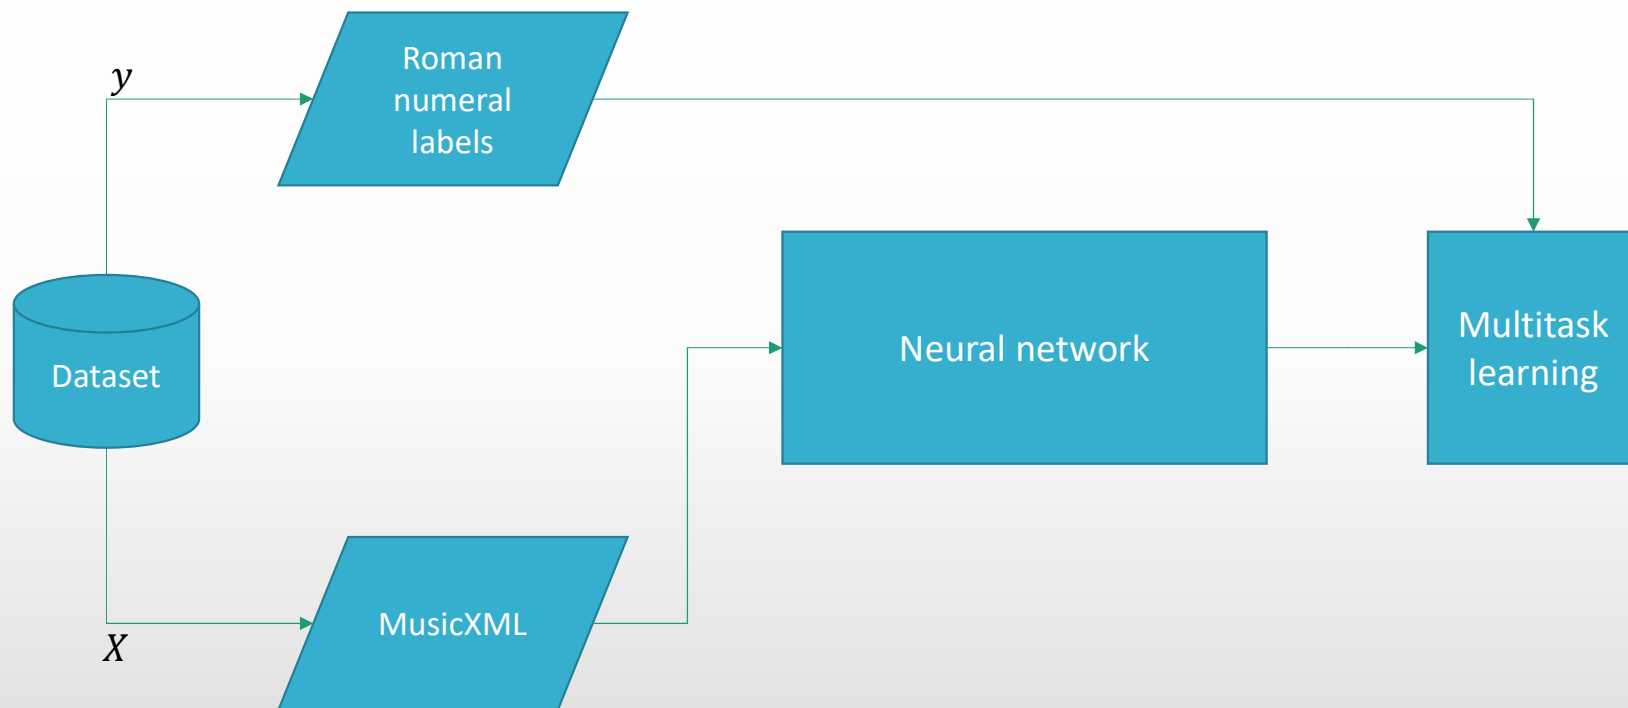 y
Roman
numeral
labels
Dataset
Neural network
Multitask
learning
X
MusicXML